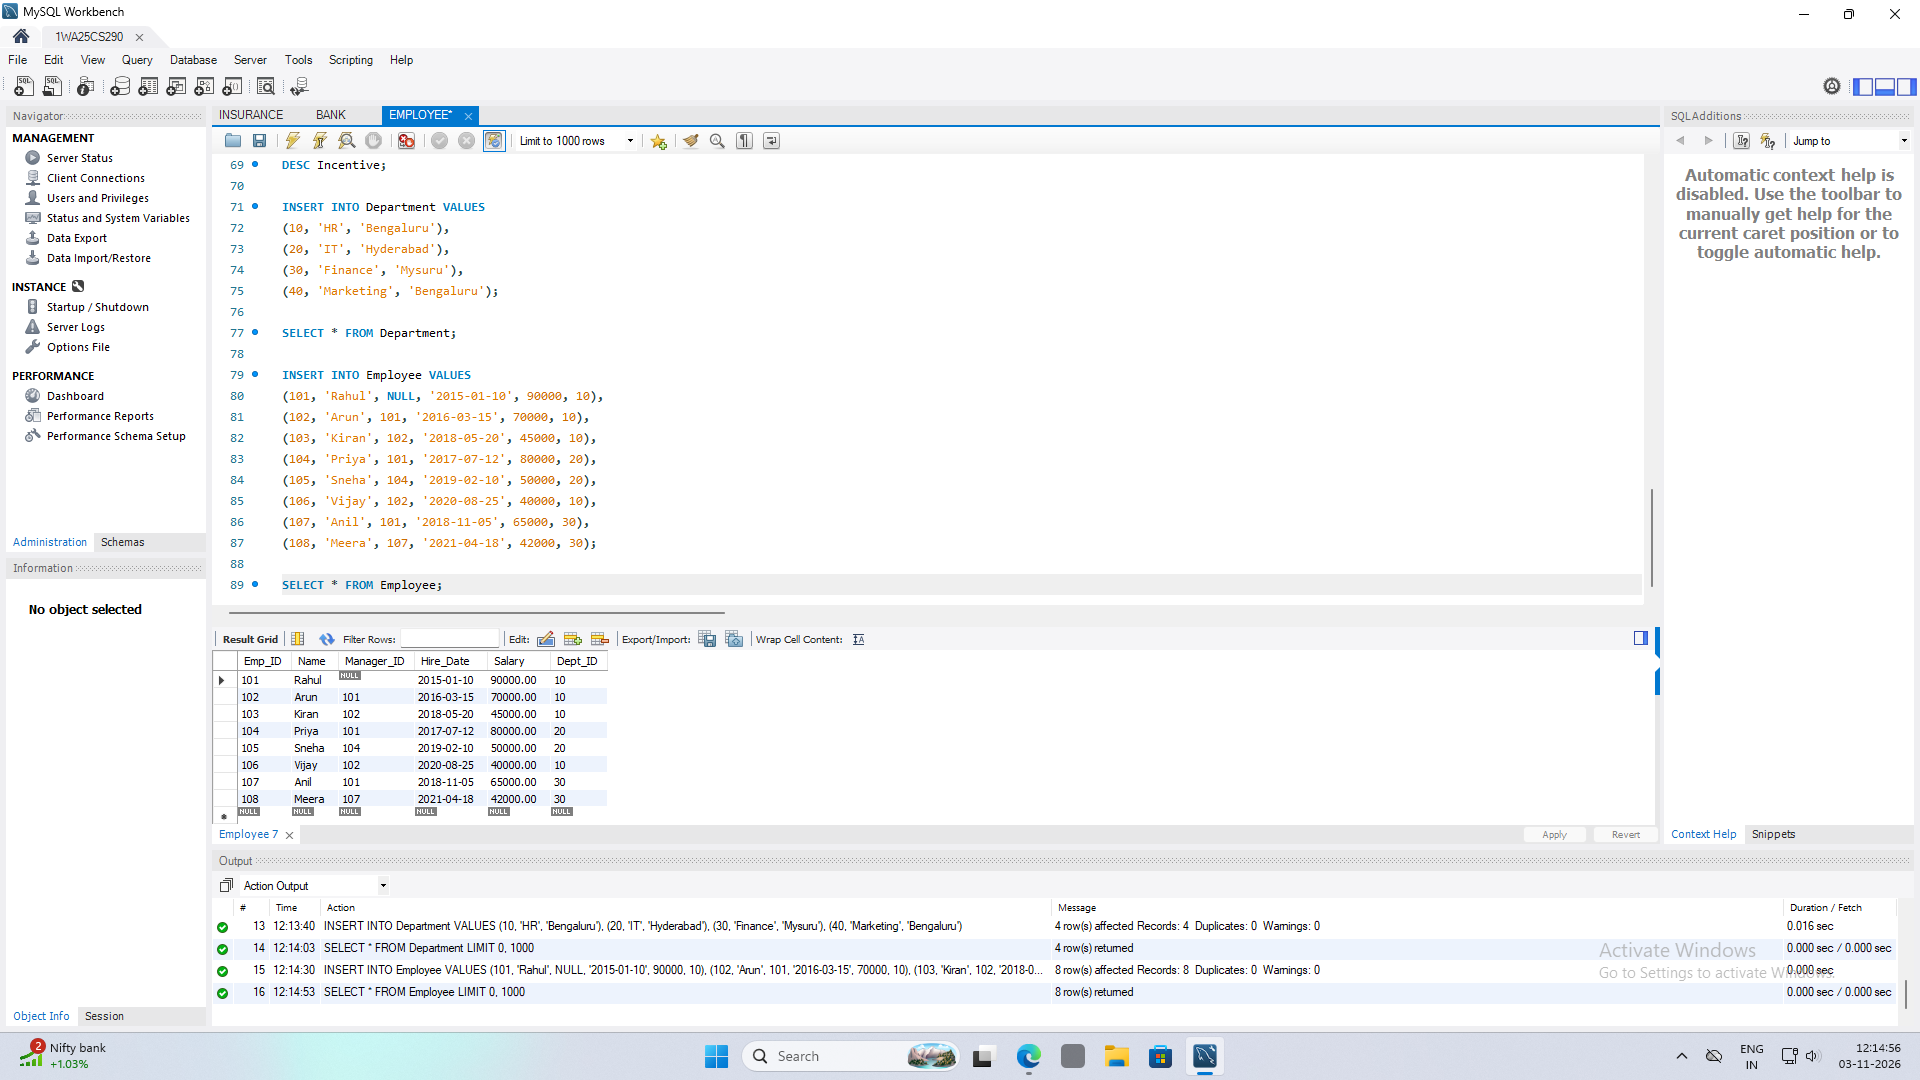 MySQL Workbench
1WA25CS290
File Edit View Query Database Server Tools Scripting Help
Navigator
MANAGEMENT
Server Status
Client Connections
Users and Privileges
Status and System Variables
Data Export
Data Import/Restore
INSTANCE
Startup / Shutdown
Server Logs
Options File
PERFORMANCE
Dashboard
Performance Reports
Performance Schema Setup
Administration Schemas
Information
No object selected
Object Info Session
INSURANCE BANK EMPLOYEE*
Limit to 1000 rows
69 DESC Incentive;
70
71 INSERT INTO Department VALUES
72 (10, 'HR', 'Bengaluru'),
73 (20, 'IT', 'Hyderabad'),
74 (30, 'Finance', 'Mysuru'),
75 (40, 'Marketing', 'Bengaluru');
76
77 SELECT * FROM Department;
78
79 INSERT INTO Employee VALUES
80 (101, 'Rahul', NULL, '2015-01-10', 90000, 10),
81 (102, 'Arun', 101, '2016-03-15', 70000, 10),
82 (103, 'Kiran', 102, '2018-05-20', 45000, 10),
83 (104, 'Priya', 101, '2017-07-12', 80000, 20),
84 (105, 'Sneha', 104, '2019-02-10', 50000, 20),
85 (106, 'Vijay', 102, '2020-08-25', 40000, 10),
86 (107, 'Anil', 101, '2018-11-05', 65000, 30),
87 (108, 'Meera', 107, '2021-04-18', 42000, 30);
88
89 SELECT * FROM Employee;
Result Grid Filter Rows: Edit: Export/Import: Wrap Cell Content:
Emp_ID Name Manager_ID Hire_Date Salary Dept_ID
101 Rahul NULL 2015-01-10 90000.00 10
102 Arun 101 2016-03-15 70000.00 10
103 Kiran 102 2018-05-20 45000.00 10
104 Priya 101 2017-07-12 80000.00 20
105 Sneha 104 2019-02-10 50000.00 20
106 Vijay 102 2020-08-25 40000.00 10
107 Anil 101 2018-11-05 65000.00 30
108 Meera 107 2021-04-18 42000.00 30
NULL NULL NULL NULL NULL NULL
Employee 7
Apply Revert
SQLAdditions
Jump to
Automatic context help is
disabled. Use the toolbar to
manually get help for the
current caret position or to
toggle automatic help.
Context Help Snippets
Output
Action Output
# Time Action Message Duration / Fetch
13 12:13:40 INSERT INTO Department VALUES (10, 'HR', 'Bengaluru'), (20, 'IT', 'Hyderabad'), (30, 'Finance', 'Mysuru'), (40, 'Marketing', 'Bengaluru') 4 row(s) affected Records: 4 Duplicates: 0 Warnings: 0 0.016 sec
14 12:14:03 SELECT * FROM Department LIMIT 0, 1000 4 row(s) returned 0.000 sec / 0.000 sec
15 12:14:30 INSERT INTO Employee VALUES (101, 'Rahul', NULL, '2015-01-10', 90000, 10), (102, 'Arun', 101, '2016-03-15', 70000, 10), (103, 'Kiran', 102, '2018-0... 8 row(s) affected Records: 8 Duplicates: 0 Warnings: 0 0.000 sec
16 12:14:53 SELECT * FROM Employee LIMIT 0, 1000 8 row(s) returned 0.000 sec / 0.000 sec
Activate Windows
Go to Settings to activate Windows.
2 Nifty bank
+1.03%
Search
ENG
IN
12:14:56
03-11-2026